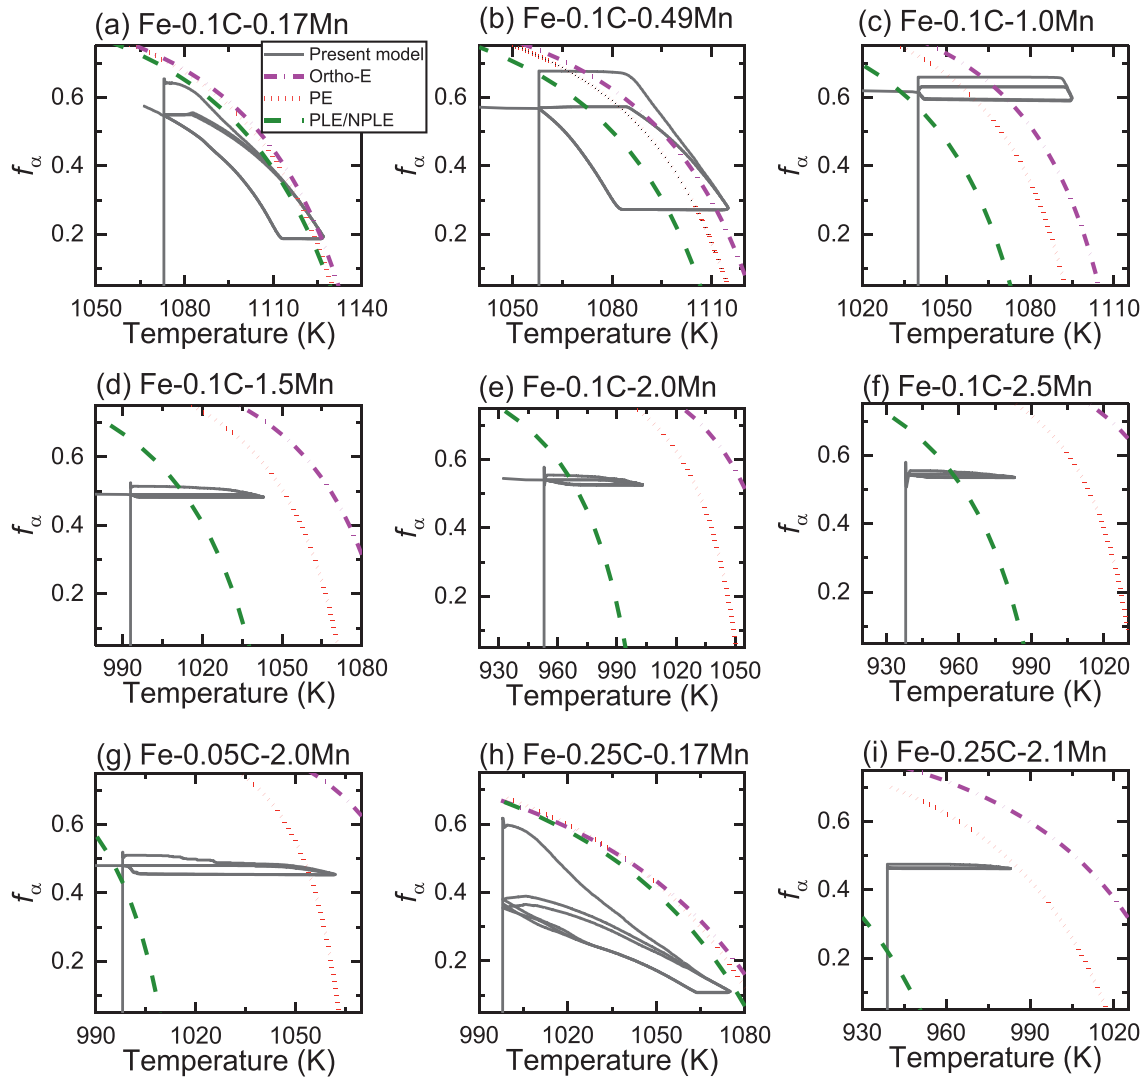 (a) Fe-0.1C-0.17Mn
(b) Fe-0.1C-0.49Mn
(c) Fe-0.1C-1.0Mn
Present model
Ortho-E
PE
PLE/NPLE
fα
0.6
0.4
0.2
1050 1080 1110 1140
Temperature (K)
fα
0.6
0.4
0.2
1050 1080 1110
Temperature (K)
fα
0.6
0.4
0.2
1020 1050 1080 1110
Temperature (K)
(d) Fe-0.1C-1.5Mn
(e) Fe-0.1C-2.0Mn
(f) Fe-0.1C-2.5Mn
fα
0.6
0.4
0.2
990 1020 1050 1080
Temperature (K)
fα
0.6
0.4
0.2
920 960 990 1020 1050
Temperature (K)
fα
0.6
0.4
0.2
930 960 990 1020
Temperature (K)
(g) Fe-0.05C-2.0Mn
(h) Fe-0.25C-0.17Mn
(i) Fe-0.25C-2.1Mn
fα
0.6
0.4
0.2
990 1020 1050
Temperature (K)
fα
0.6
0.4
0.2
990 1020 1050 1080
Temperature (K)
fα
0.6
0.4
0.2
930 960 990 1020
Temperature (K)